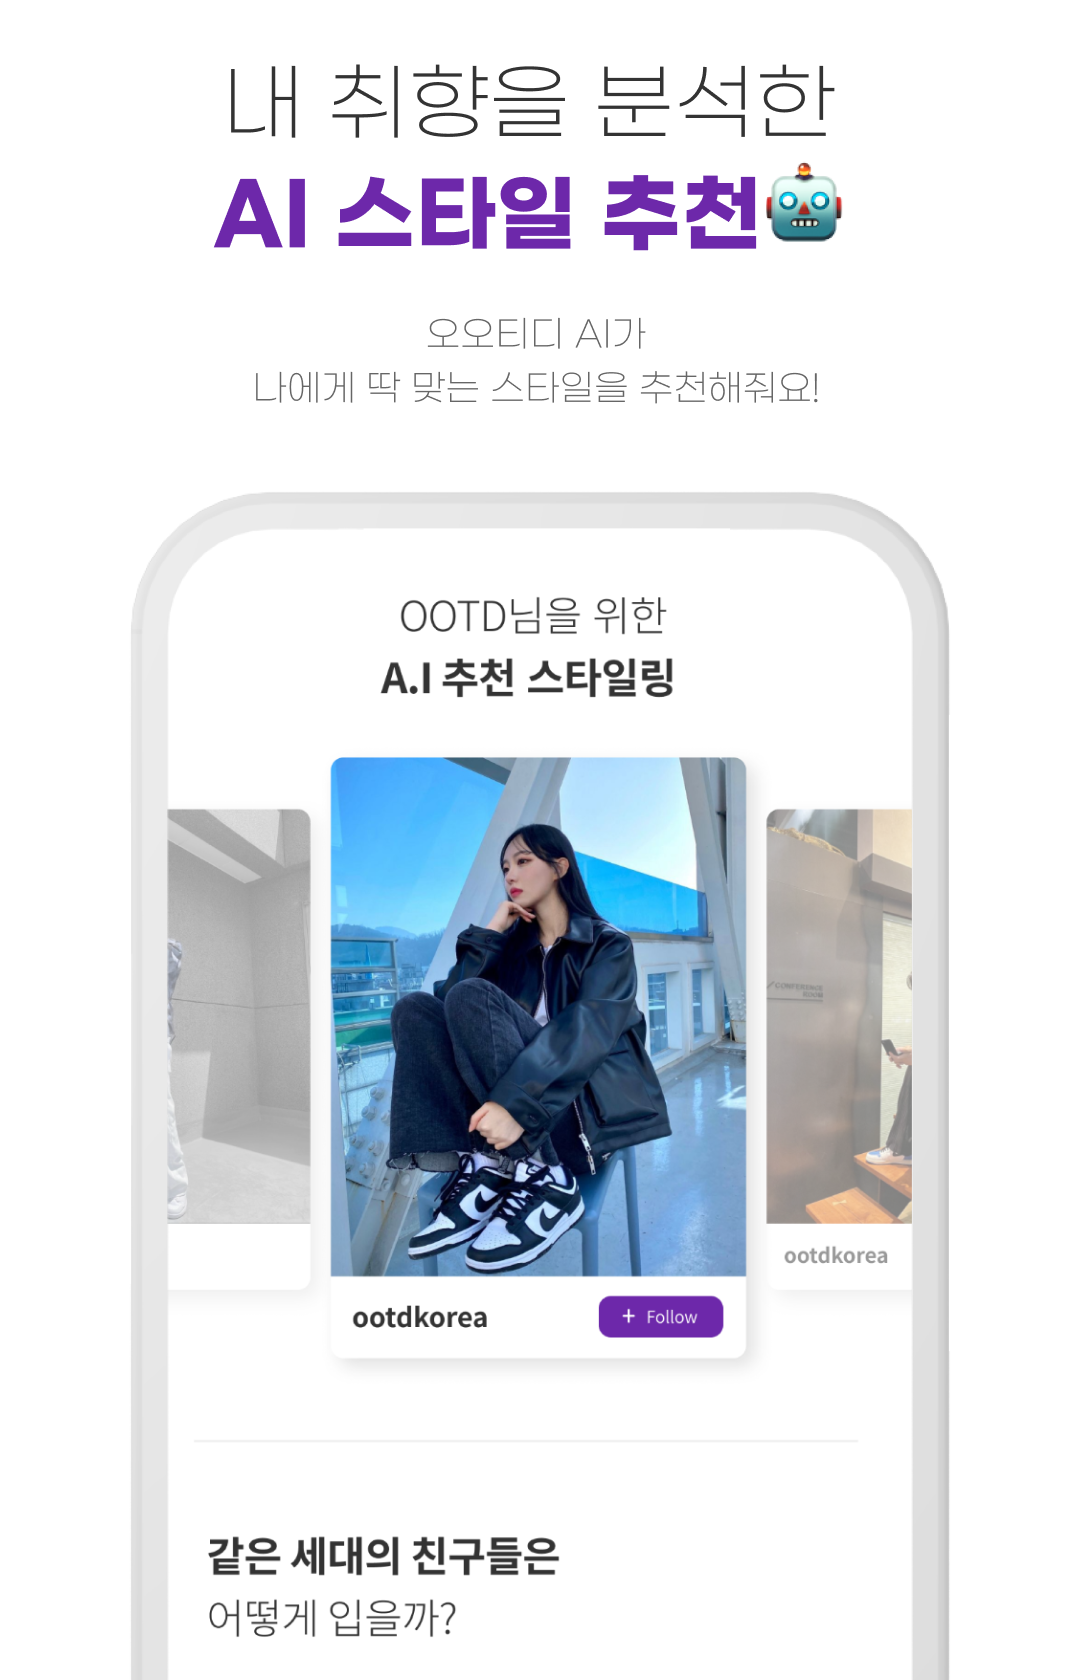 내 취향을 분석한
AI 스타일 추천
오오티디 AI가
나에게 딱 맞는 스타일을 추천해줘요!
OOTD님을 위한
A.I 추천 스타일링
CONFERENCE
ROOM
ootdkorea
ootdkorea
+ Follow
같은 세대의 친구들은
어떻게 입을까?